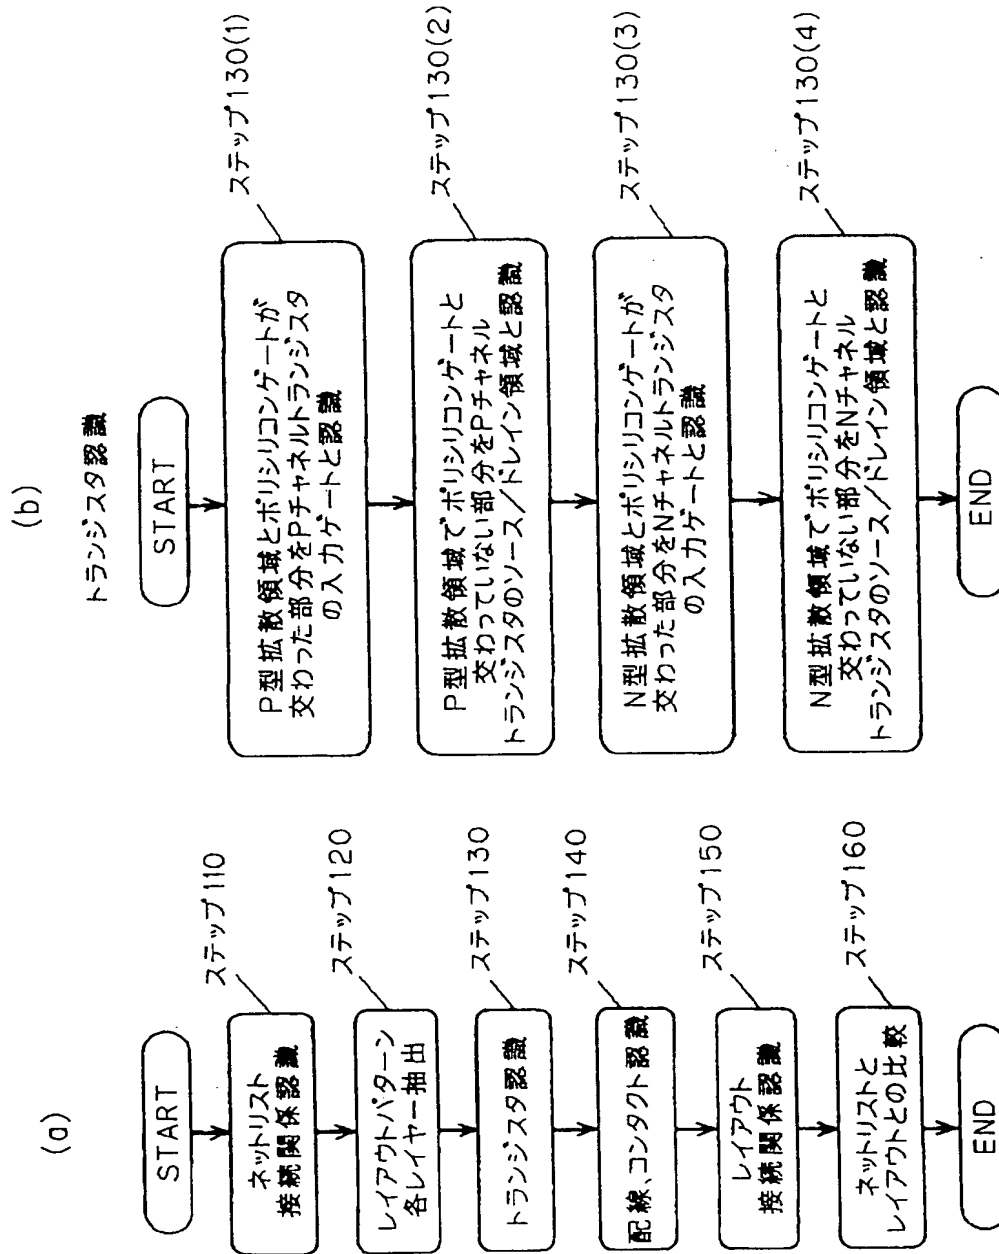 (a)
START
ネットリスト
接続関係認識
ステップ110
レイアウトパターン
各レイヤー抽出
ステップ120
トランジスタ認識
ステップ130
配線、コンタクト認識
ステップ140
レイアウト
接続関係認識
ステップ150
ネットリストと
レイアウトとの比較
ステップ160
END
(b)
トランジスタ認識
START
P型拡散領域とポリシリコンゲートが
交わった部分をPチャネルトランジスタ
の入力ゲートと認識
ステップ130(1)
P型拡散領域でポリシリコンゲートと
交わっていない部分をPチャネル
トランジスタのソース/ドレイン領域と認識
ステップ130(2)
N型拡散領域とポリシリコンゲートが
交わった部分をNチャネルトランジスタ
の入力ゲートと認識
ステップ130(3)
N型拡散領域でポリシリコンゲートと
交わっていない部分をNチャネル
トランジスタのソース/ドレイン領域と認識
ステップ130(4)
END